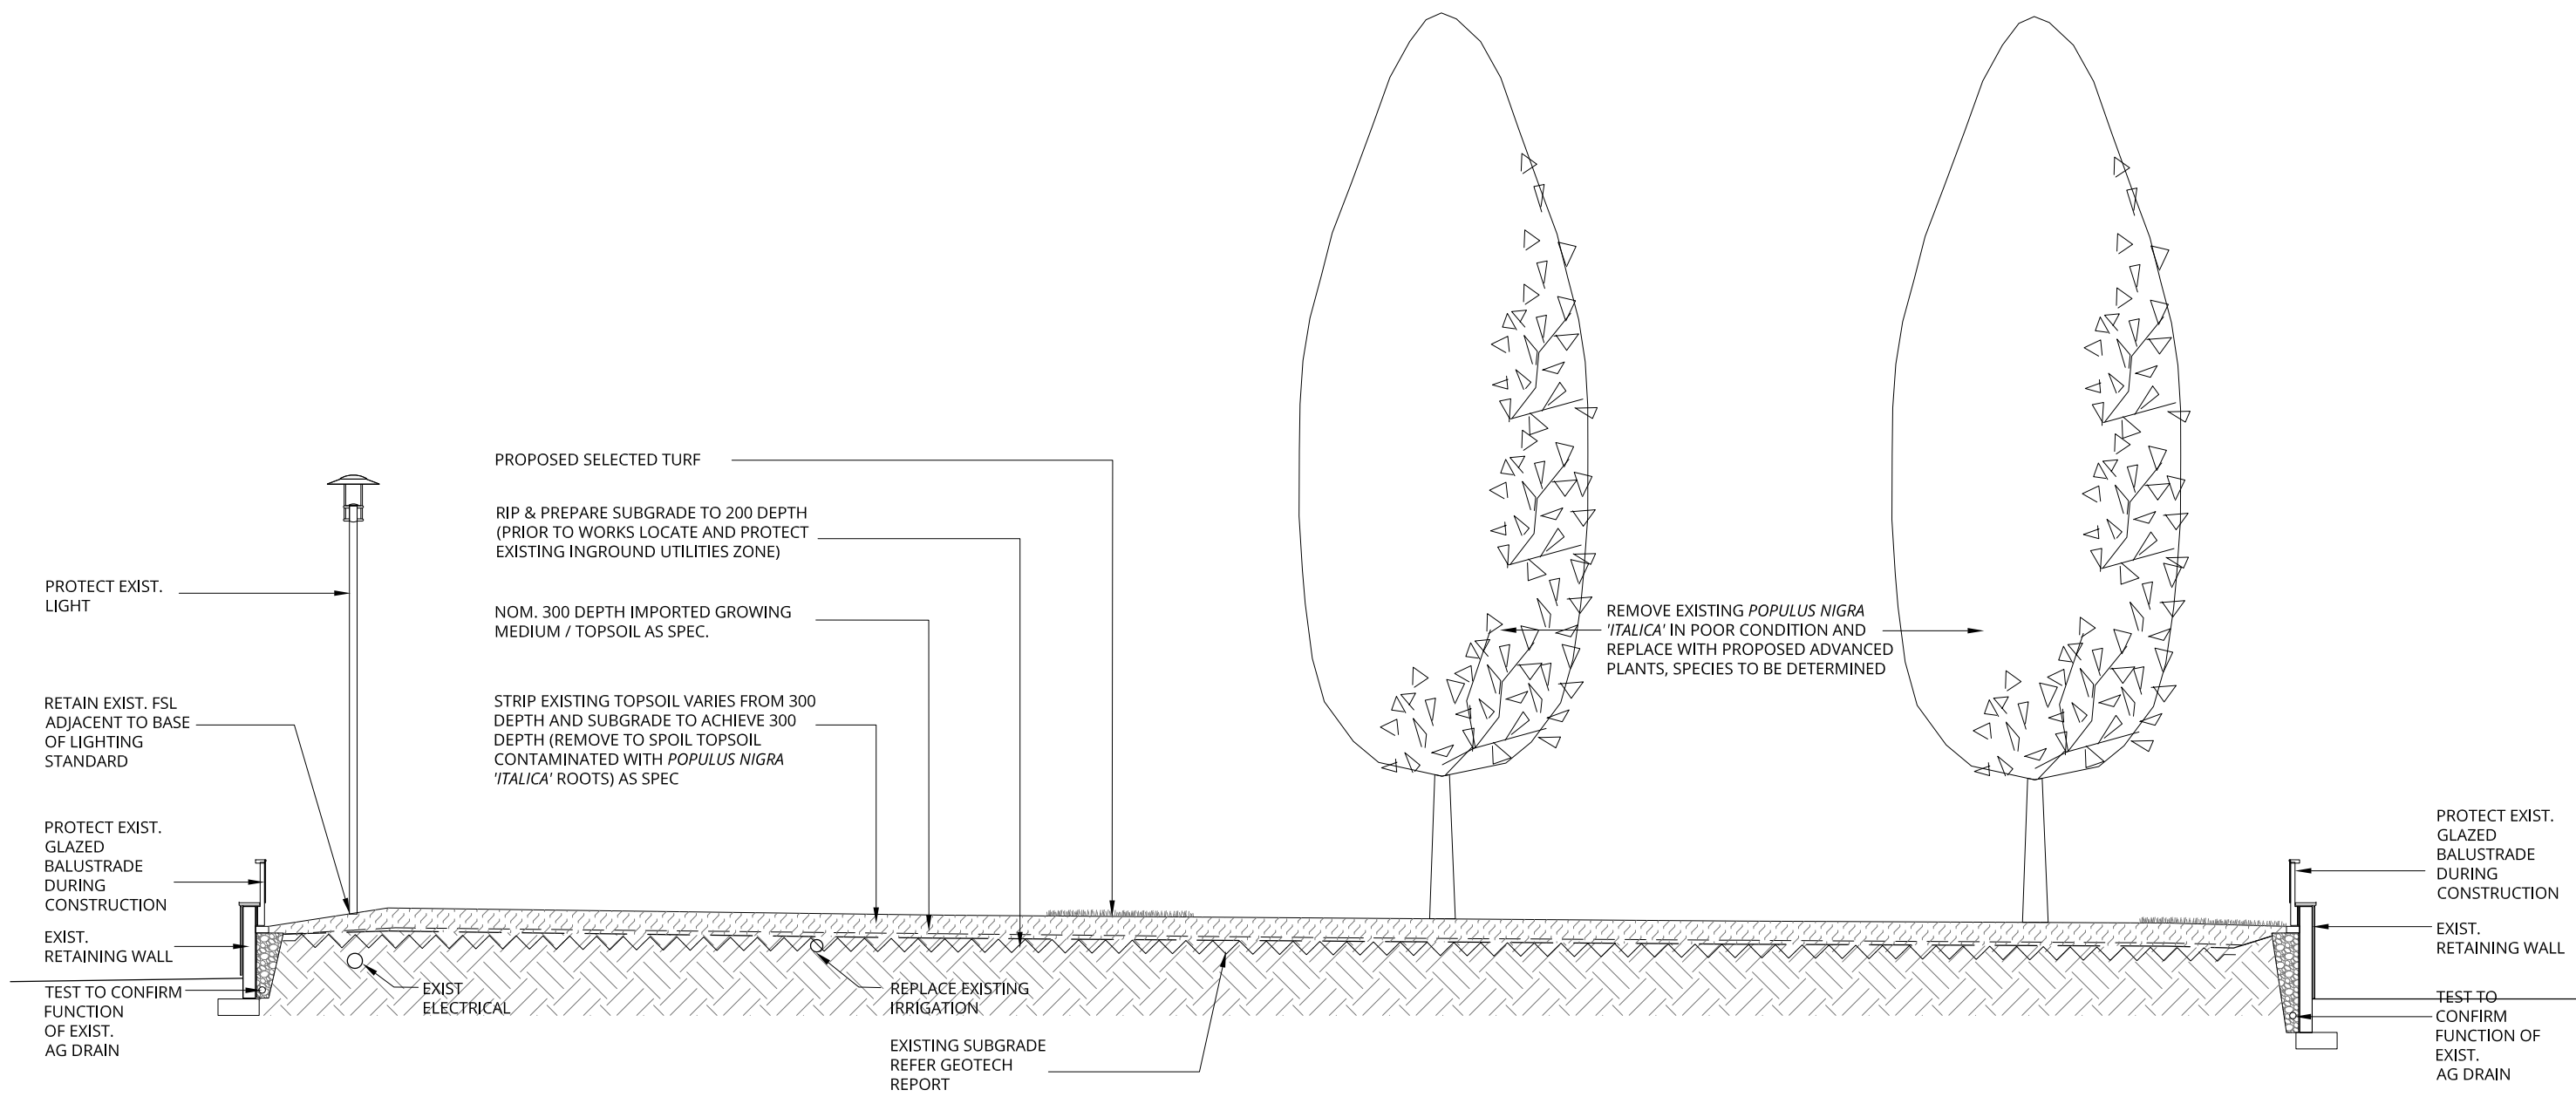 PROPOSED SELECTED TURF
RIP & PREPARE SUBGRADE TO 200 DEPTH
(PRIOR TO WORKS LOCATE AND PROTECT
EXISTING INGROUND UTILITIES ZONE)
PROTECT EXIST.
LIGHT
NOM. 300 DEPTH IMPORTED GROWING
MEDIUM / TOPSOIL AS SPEC.
REMOVE EXISTING POPULUS NIGRA
'ITALICA' IN POOR CONDITION AND
REPLACE WITH PROPOSED ADVANCED
PLANTS, SPECIES TO BE DETERMINED
RETAIN EXIST. FSL
ADJACENT TO BASE
OF LIGHTING
STANDARD
STRIP EXISTING TOPSOIL VARIES FROM 300
DEPTH AND SUBGRADE TO ACHIEVE 300
DEPTH (REMOVE TO SPOIL TOPSOIL
CONTAMINATED WITH POPULUS NIGRA
'ITALICA' ROOTS) AS SPEC
PROTECT EXIST.
GLAZED
BALUSTRADE
DURING
CONSTRUCTION
EXIST.
RETAINING WALL
TEST TO CONFIRM
FUNCTION
OF EXIST.
AG DRAIN
EXIST
ELECTRICAL
REPLACE EXISTING
IRRIGATION
EXISTING SUBGRADE
REFER GEOTECH
REPORT
PROTECT EXIST.
GLAZED
BALUSTRADE
DURING
CONSTRUCTION
EXIST.
RETAINING WALL
TEST TO
CONFIRM
FUNCTION OF
EXIST.
AG DRAIN